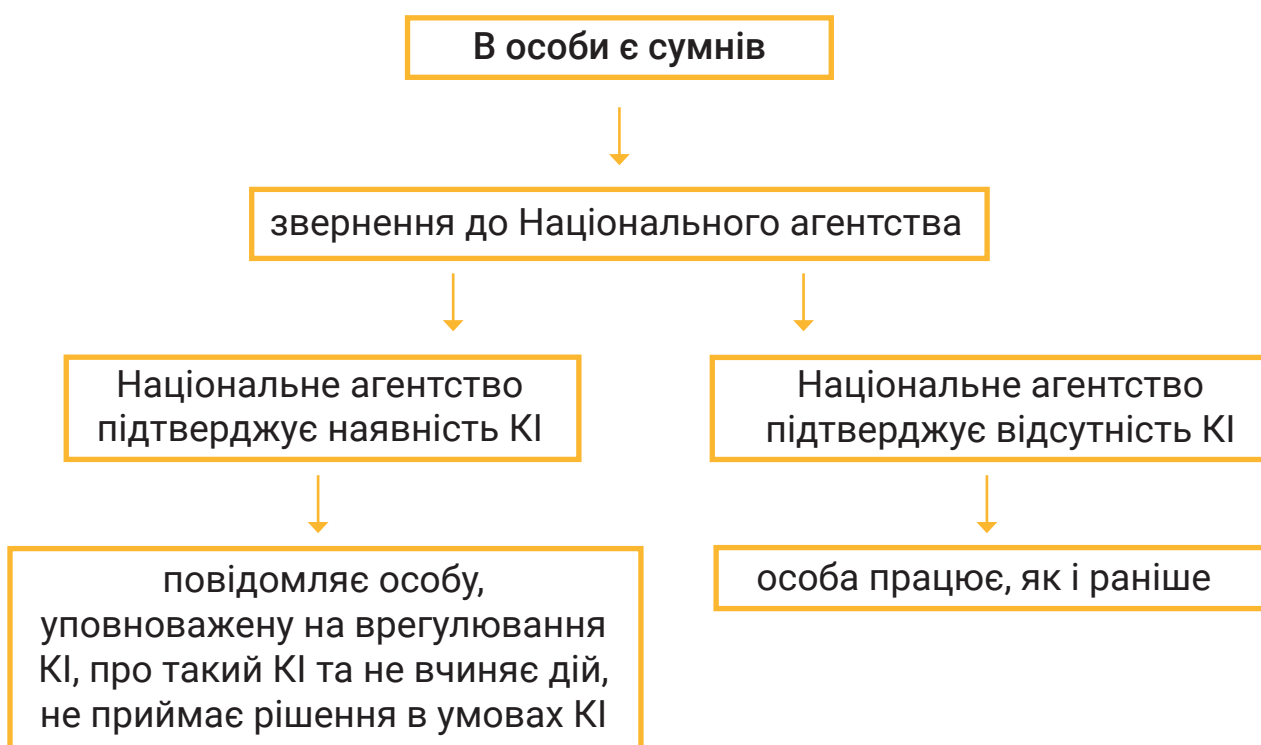 В особи є сумнів
звернення до Національного агентства
Національне агентство
підтверджує наявність КІ
Національне агентство
підтверджує відсутність КІ
повідомляє особу,
уповноважену на врегулювання
КІ, про такий КІ та не вчиняє дій,
не приймає рішення в умовах КІ
особа працює, як і раніше